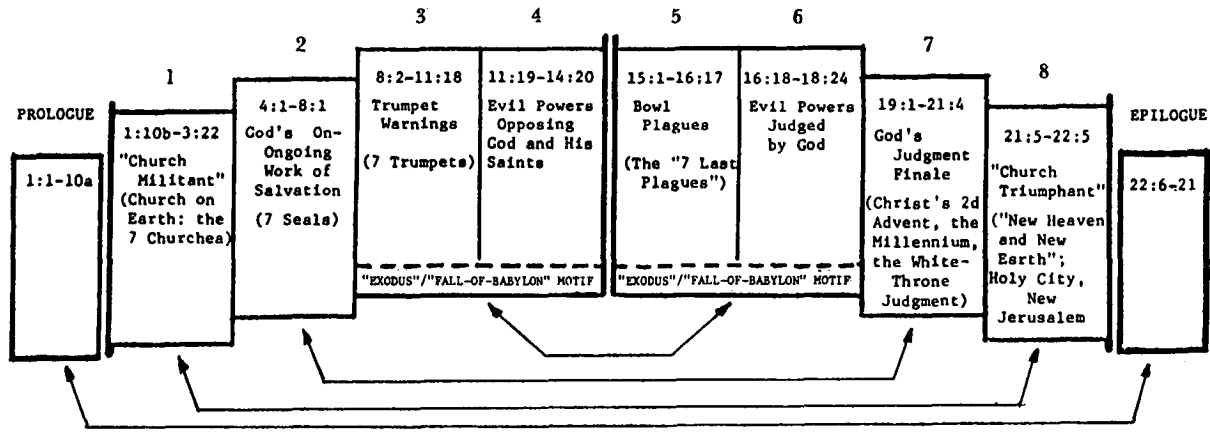 PROLOGUE
1:1-10a
1
1:10b-3:22
"Church
Militant"
(Church on
Earth: the
7 Churchea)
2
4:1-8:1
God's On-
Ongoing
Work of
Salvation
(7 Seals)
3
8:2-11:18
Trumpet
Warnings
(7 Trumpets)
4
11:19-14:20
Evil Powers
Opposing
God and His
Saints
"EXODUS"/"FALL-OF-BABYLON" MOTIF
5
15:1-16:17
Bowl
Plagues
(The "7 Last
Plagues")
6
16:18-18:24
Evil Powers
Judged
by God
"EXODUS"/"FALL-OF-BABYLON" MOTIF
7
19:1-21:4
God's
Judgment
Finale
(Christ's 2d
Advent, the
Millennium,
the White-
Throne
Judgment)
8
21:5-22:5
"Church
Triumphant"
("New Heaven
and New
Earth";
Holy City,
New
Jerusalem
EPILOGUE
22:6-21